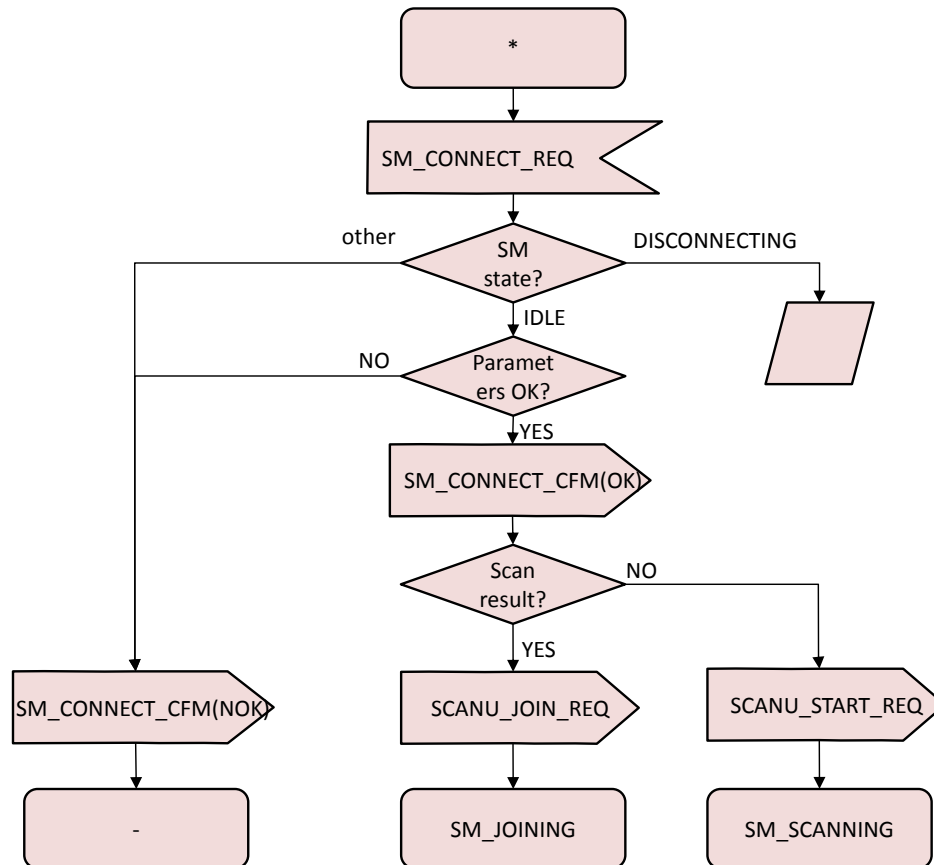 *
SM_CONNECT_REQ
other
SM
state?
DISCONNECTING
IDLE
NO
Paramet
ers OK?
YES
SM_CONNECT_CFM(OK)
Scan
result?
NO
YES
SM_CONNECT_CFM(NOK)
SCANU_JOIN_REQ
SCANU_START_REQ
-
SM_JOINING
SM_SCANNING